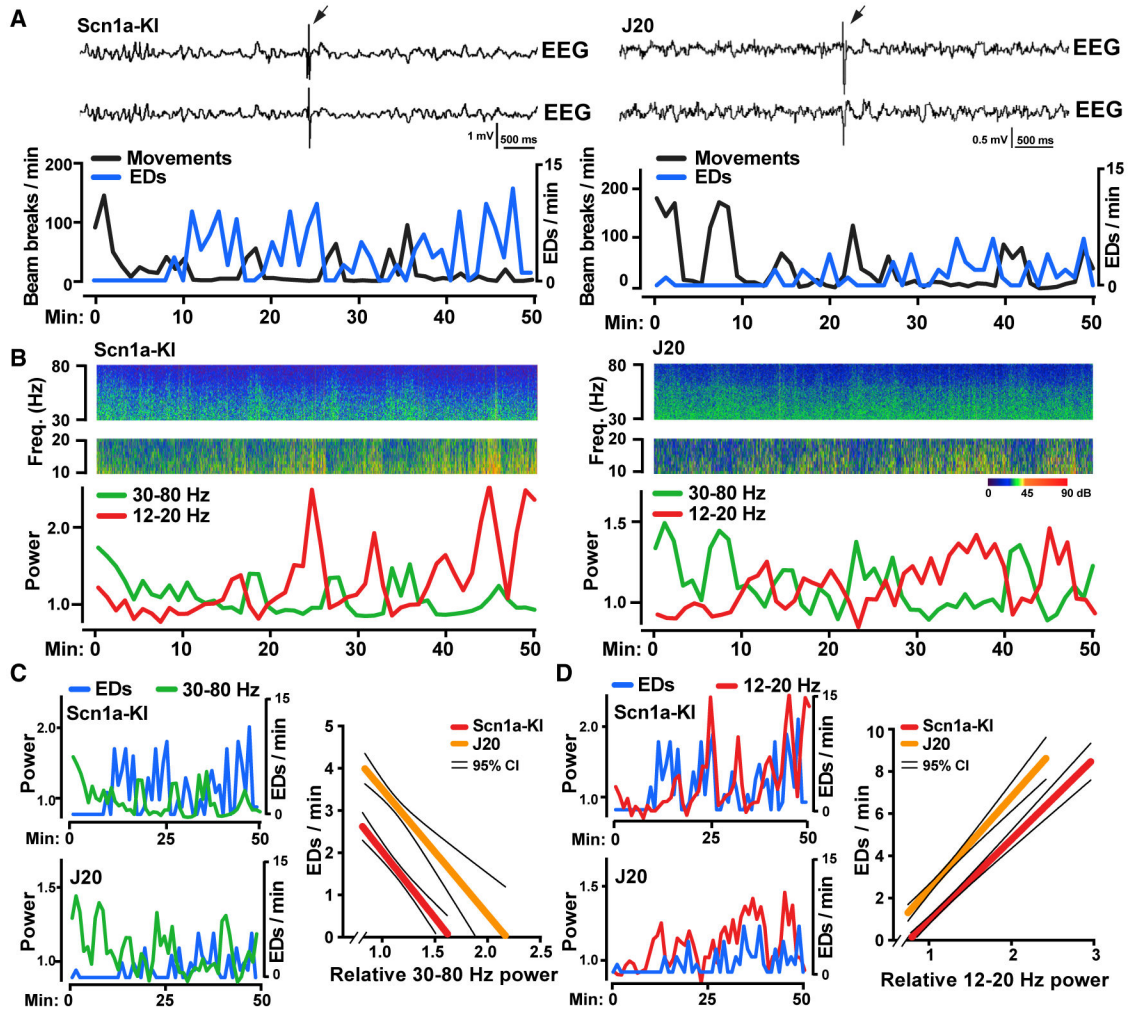 A
Scn1a-KI
EEG
EEG
1 mV
500 ms
J20
EEG
EEG
0.5 mV
500 ms
Movements
EDs
Beam breaks / min
200
100
0
15
0
EDs / min
Min: 0 10 20 30 40 50
Movements
EDs
Beam breaks / min
200
100
0
15
0
EDs / min
Min: 0 10 20 30 40 50
B
Scn1a-KI
Freq. (Hz)
80
30
20
10
J20
80
30
20
10
Freq. (Hz)
0 45 90 dB
30-80 Hz
12-20 Hz
Power
2.0
1.0
Min: 0 10 20 30 40 50
30-80 Hz
12-20 Hz
Power
1.5
1.0
Min: 0 10 20 30 40 50
C
EDs
30-80 Hz
Scn1a-KI
Power
2.0
1.0
15
0
EDs / min
Min: 0 25 50
J20
Power
1.5
1.0
15
0
EDs / min
Min: 0 25 50
Scn1a-KI
J20
95% CI
EDs / min
5
4
3
2
1
0
1.0 1.5 2.0 2.5
Relative 30-80 Hz power
D
EDs
12-20 Hz
Scn1a-KI
Power
2.0
1.0
15
0
EDs / min
Min: 0 25 50
J20
Power
1.5
1.0
15
0
EDs / min
Min: 0 25 50
Scn1a-KI
J20
95% CI
EDs / min
10
8
6
4
2
0
1 2 3
Relative 12-20 Hz power